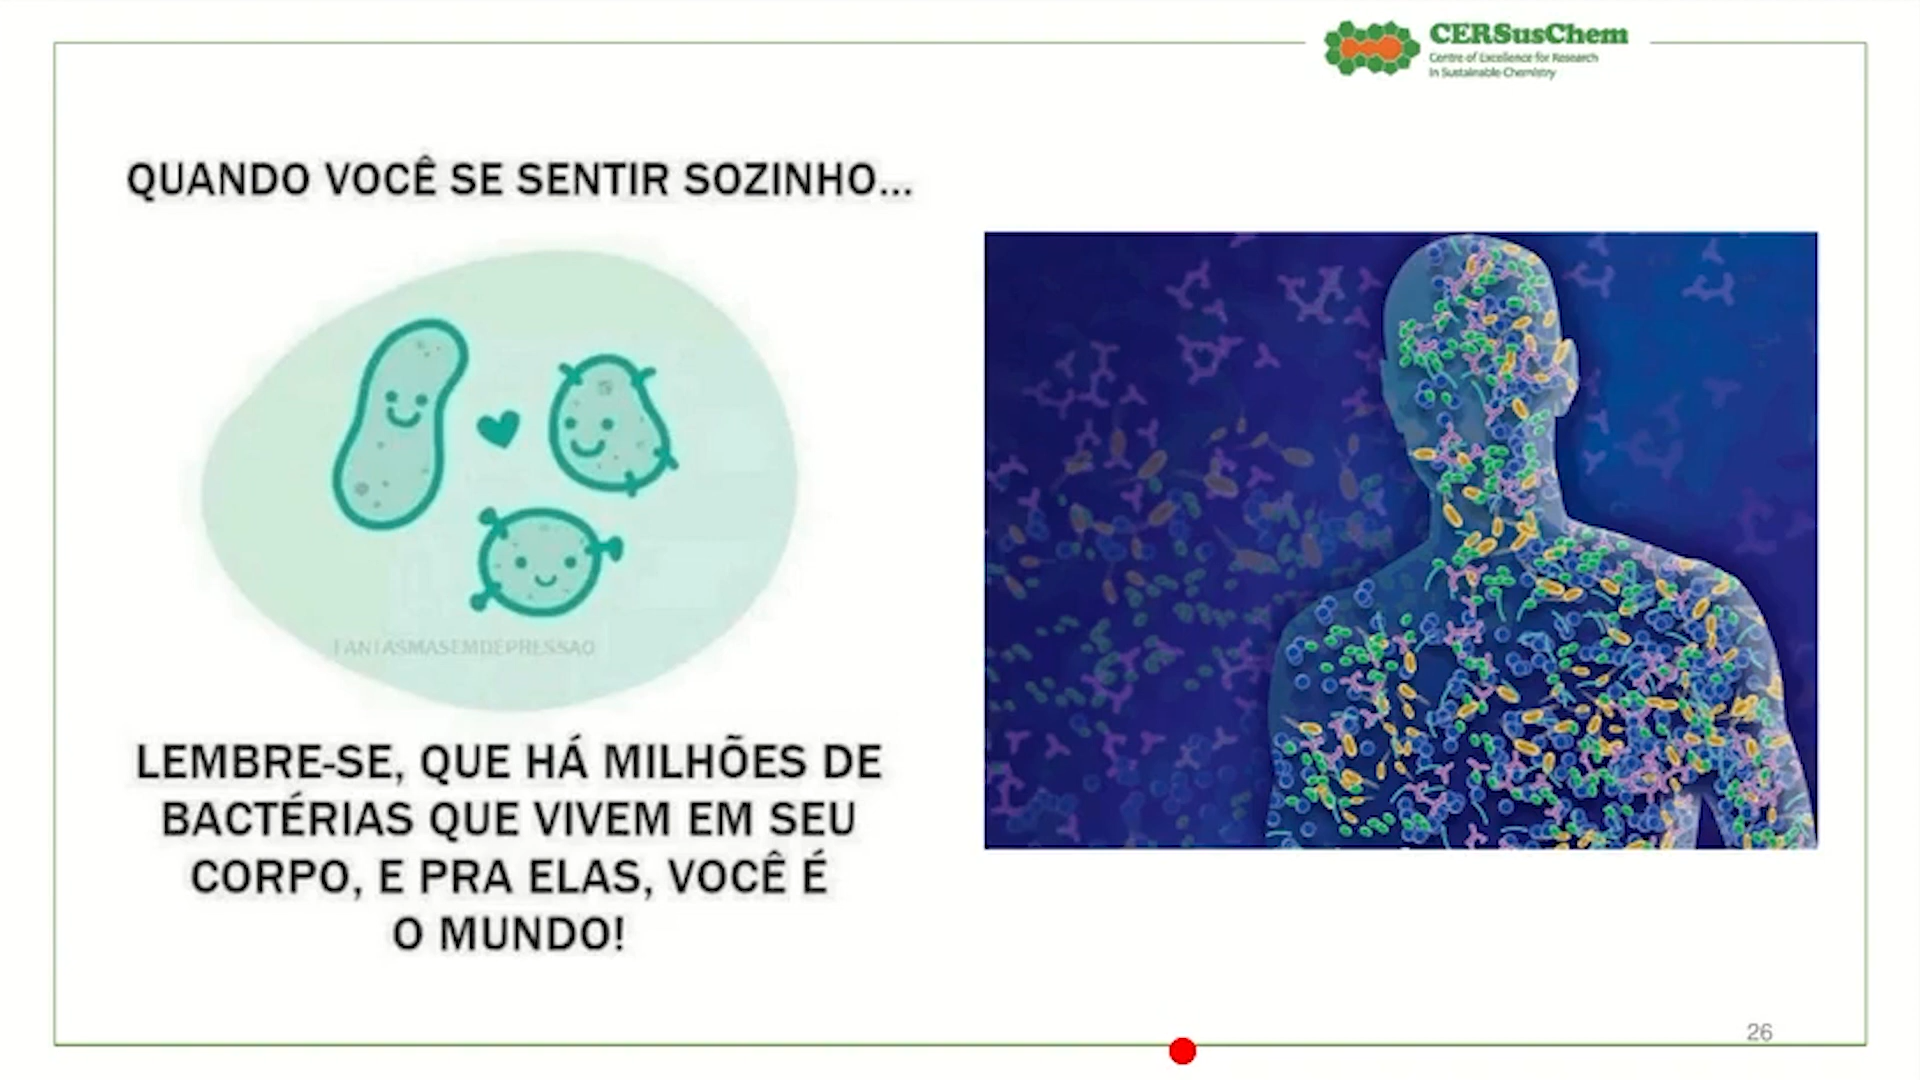 CERSusChem
Centre of Excellence for Research
in Sustainable Chemistry
QUANDO VOCÊ SE SENTIR SOZINHO...
FANTASMASEMDEPRESSAO
LEMBRE-SE, QUE HÁ MILHÕES DE
BACTÉRIAS QUE VIVEM EM SEU
CORPO, E PRA ELAS, VOCÊ É
O MUNDO!
26